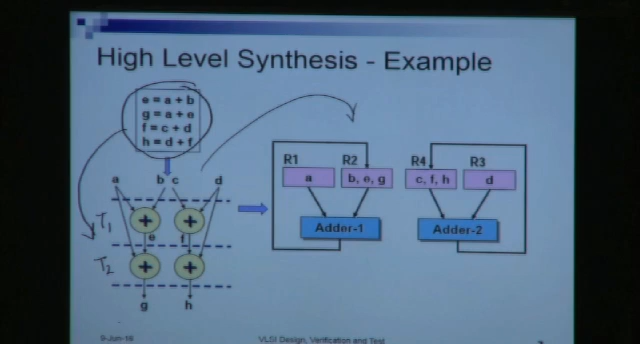 High Level Synthesis - Example
e = a + b
g = a + e
f = c + d
h = d + f
a b c d
T1 + +
e f
T2 + +
g h
R1 R2 R4 R3
a b, e, g c, f, h d
Adder-1 Adder-2
9-Jun-16 VLSI Design, Verification and Test